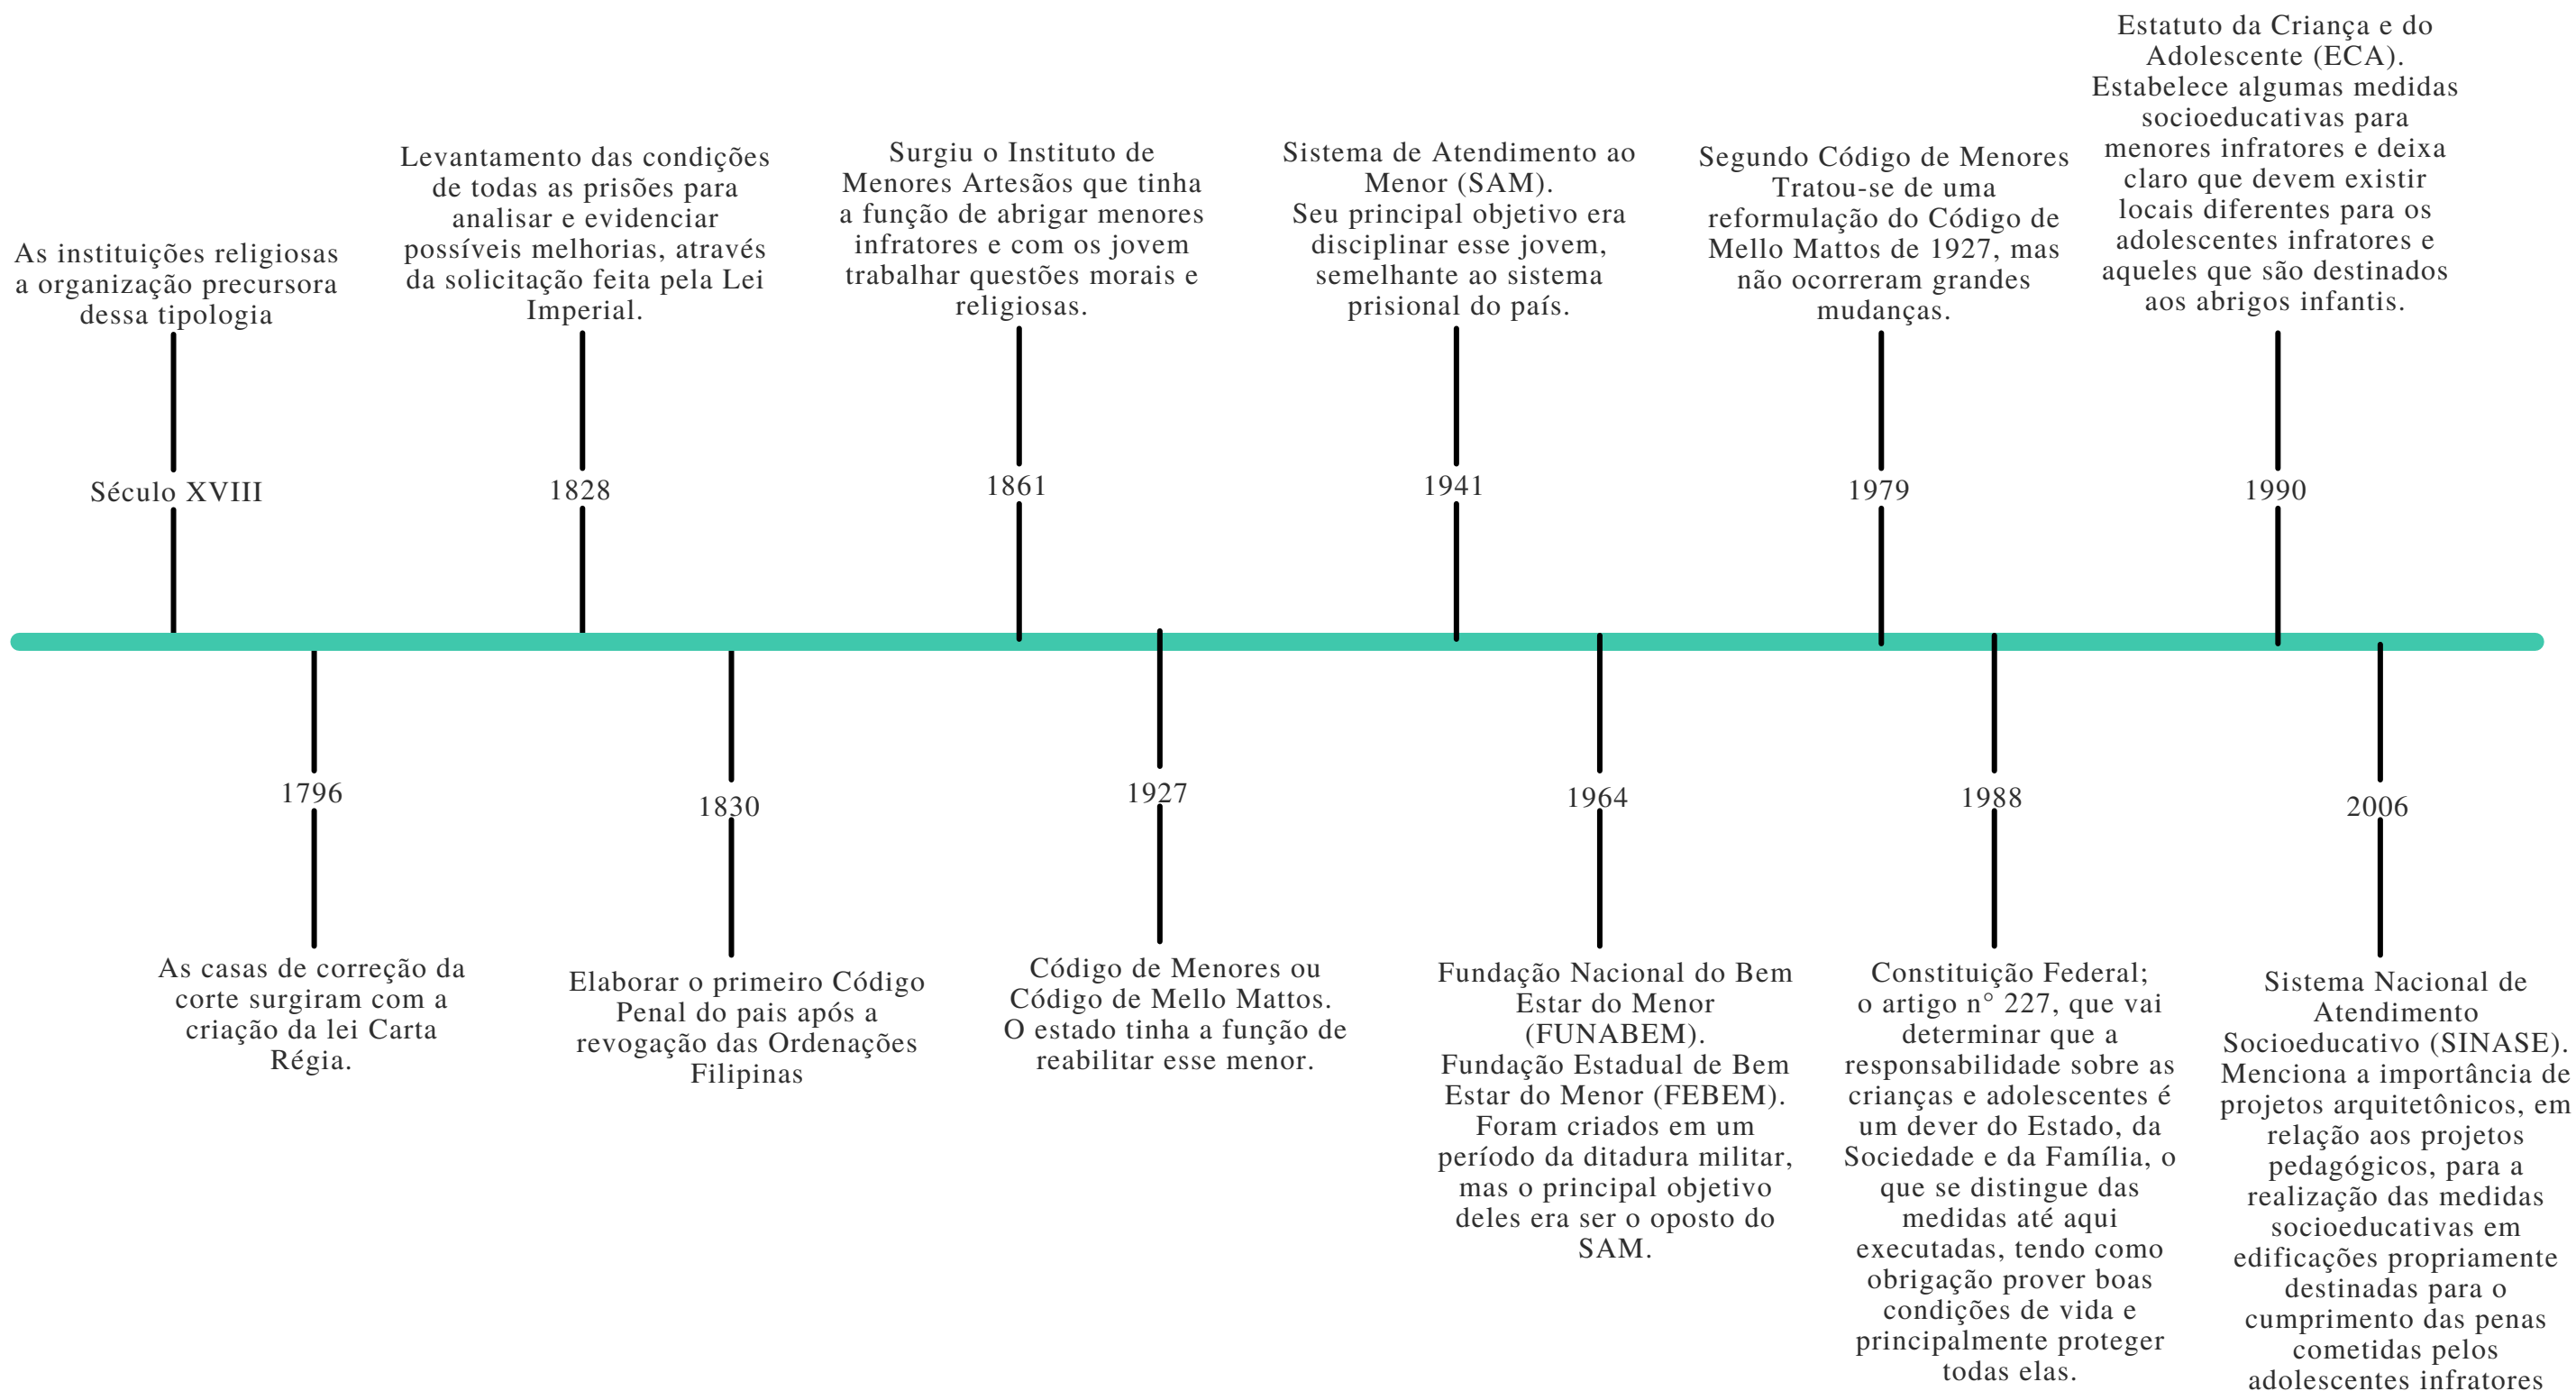 As instituições religiosas
a organização precursora
dessa tipologia
Século XVIII
1796
As casas de correção da
corte surgiram com a
criação da lei Carta
Régia.
Levantamento das condições
de todas as prisões para
analisar e evidenciar
possíveis melhorias, através
da solicitação feita pela Lei
Imperial.
1828
1830
Elaborar o primeiro Código
Penal do pais após a
revogação das Ordenações
Filipinas
Surgiu o Instituto de
Menores Artesãos que tinha
a função de abrigar menores
infratores e com os jovem
trabalhar questões morais e
religiosas.
1861
1927
Código de Menores ou
Código de Mello Mattos.
O estado tinha a função de
reabilitar esse menor.
Sistema de Atendimento ao
Menor (SAM).
Seu principal objetivo era
disciplinar esse jovem,
semelhante ao sistema
prisional do país.
1941
1964
Fundação Nacional do Bem
Estar do Menor
(FUNABEM).
Fundação Estadual de Bem
Estar do Menor (FEBEM).
Foram criados em um
período da ditadura militar,
mas o principal objetivo
deles era ser o oposto do
SAM.
Segundo Código de Menores
Tratou-se de uma
reformulação do Código de
Mello Mattos de 1927, mas
não ocorreram grandes
mudanças.
1979
1988
Constituição Federal;
o artigo n° 227, que vai
determinar que a
responsabilidade sobre as
crianças e adolescentes é
um dever do Estado, da
Sociedade e da Família, o
que se distingue das
medidas até aqui
executadas, tendo como
obrigação prover boas
condições de vida e
principalmente proteger
todas elas.
Estatuto da Criança e do
Adolescente (ECA).
Estabelece algumas medidas
socioeducativas para
menores infratores e deixa
claro que devem existir
locais diferentes para os
adolescentes infratores e
aqueles que são destinados
aos abrigos infantis.
1990
2006
Sistema Nacional de
Atendimento
Socioeducativo (SINASE).
Menciona a importância de
projetos arquitetônicos, em
relação aos projetos
pedagógicos, para a
realização das medidas
socioeducativas em
edificações propriamente
destinadas para o
cumprimento das penas
cometidas pelos
adolescentes infratores